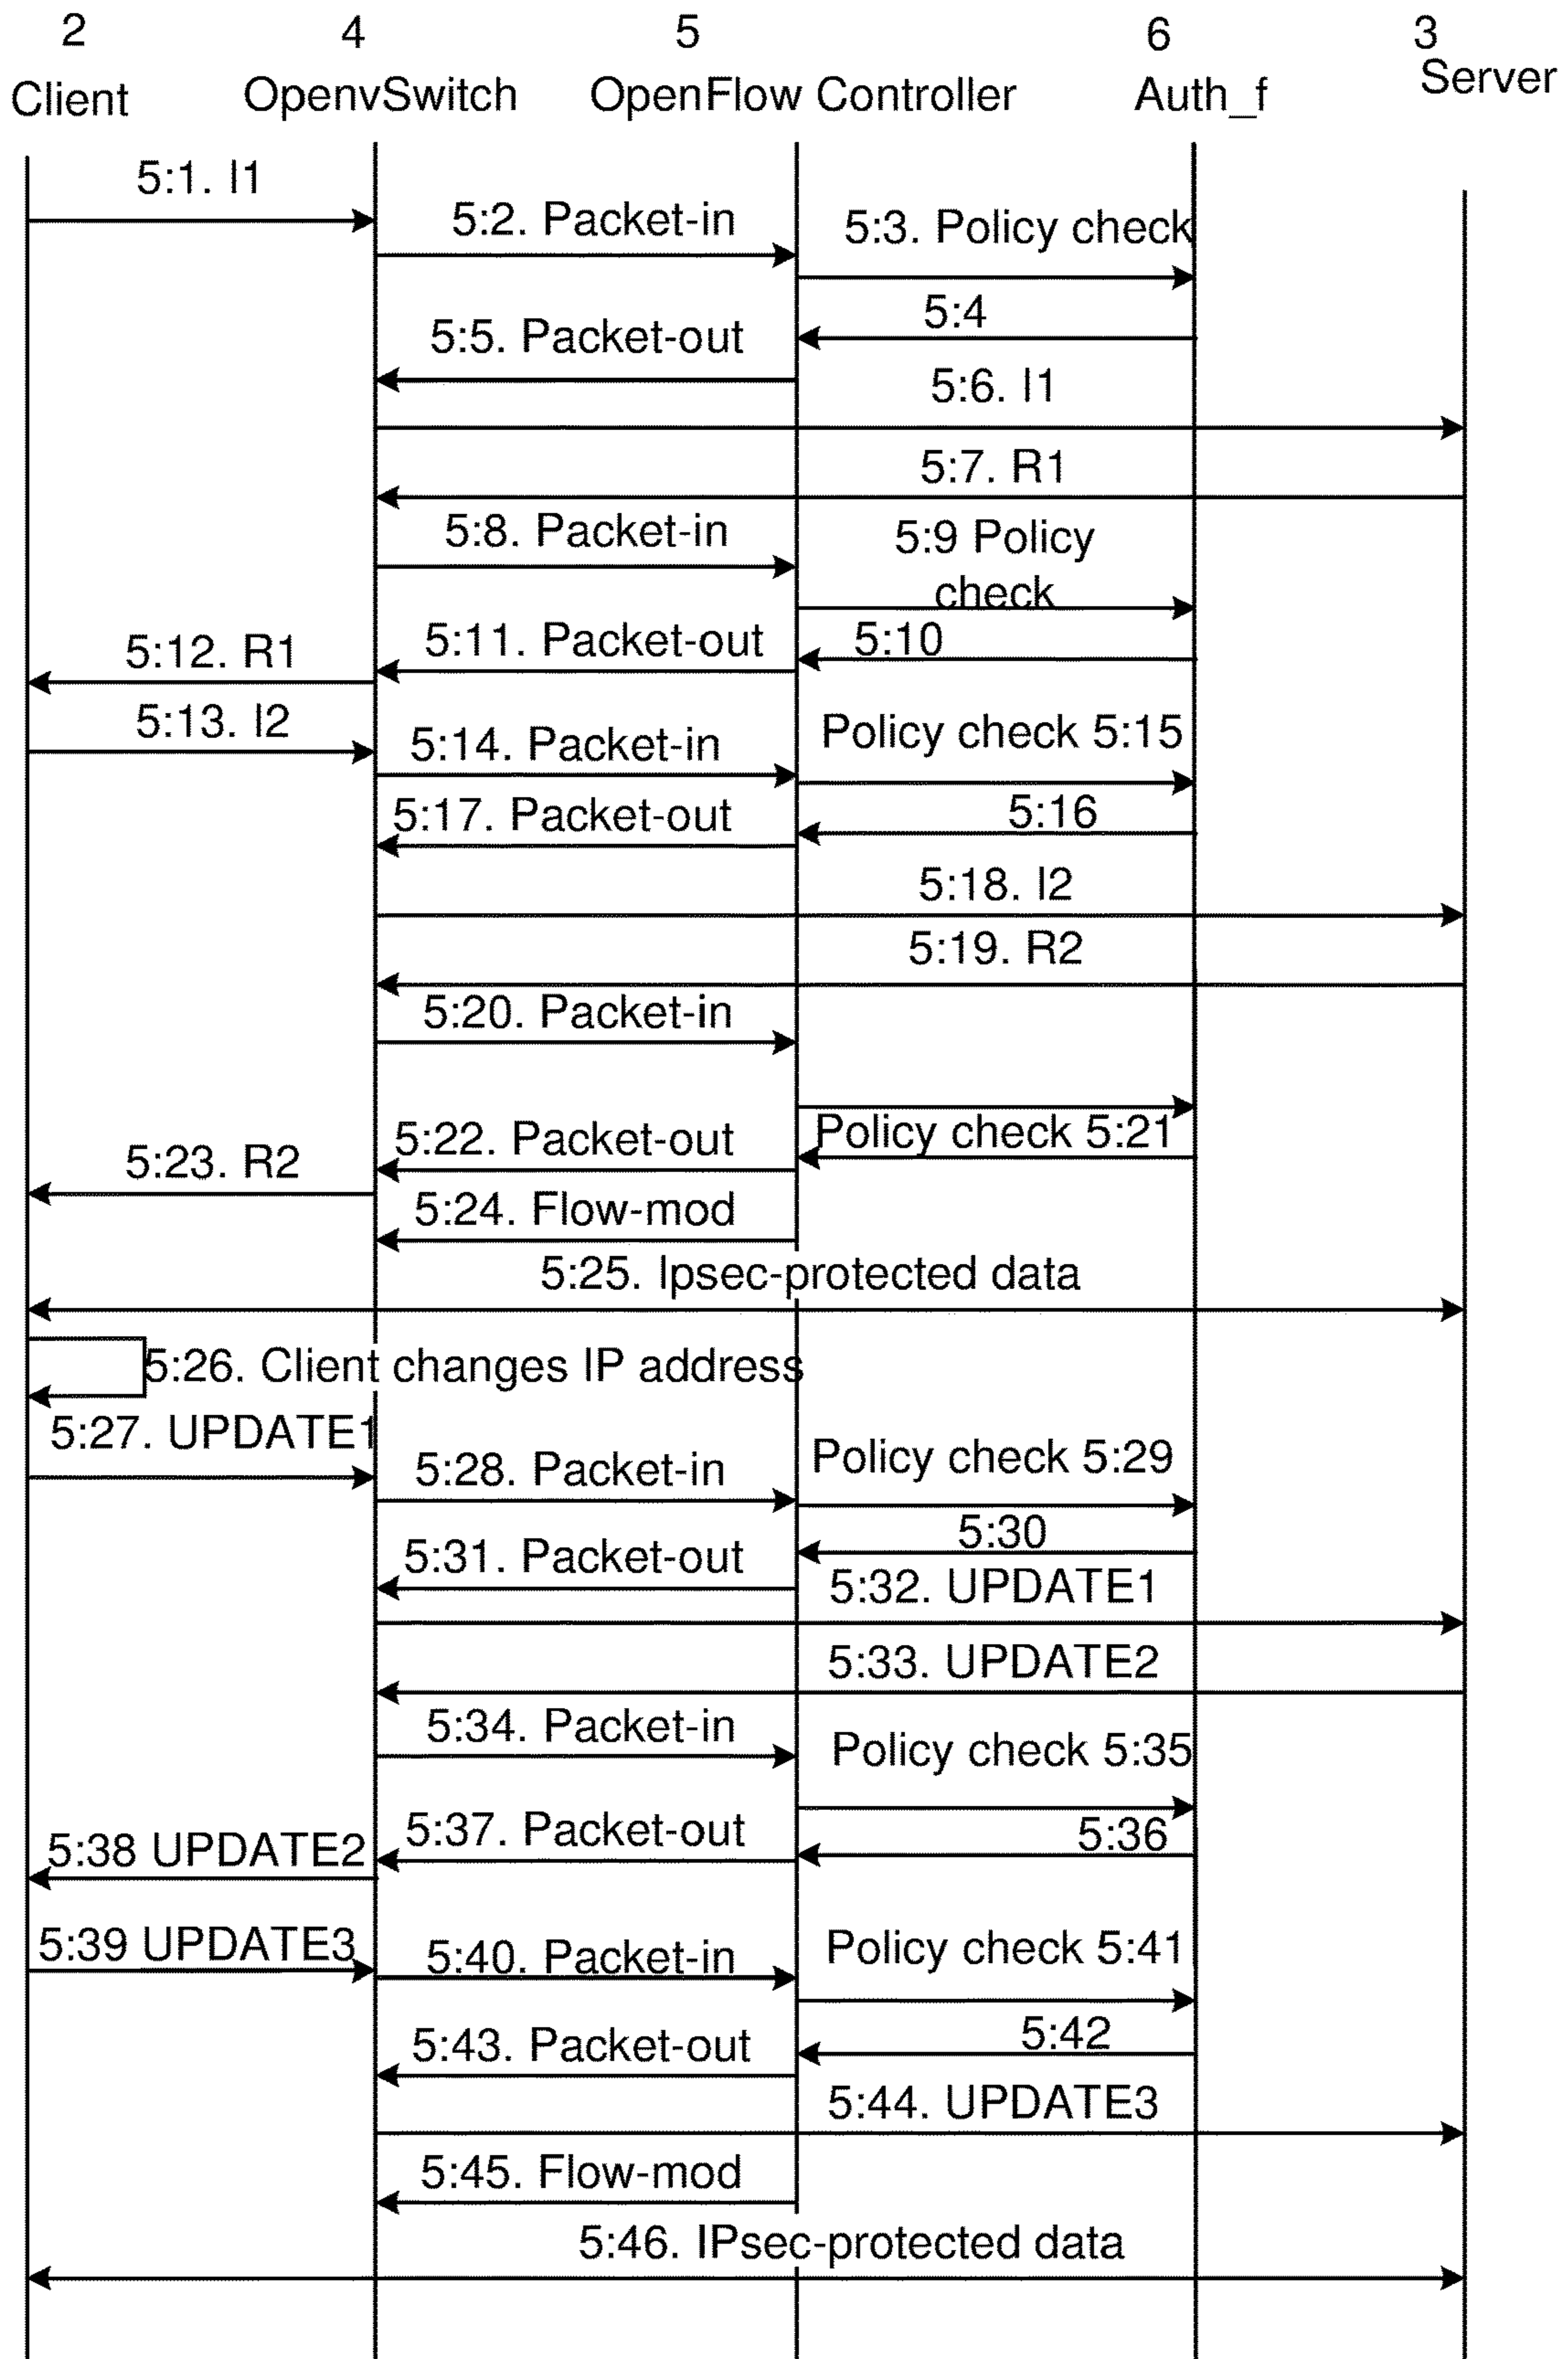 2 4 5 6 3
Client OpenvSwitch OpenFlow Controller Auth_f Server
5:1. I1
5:2. Packet-in
5:3. Policy check
5:4
5:5. Packet-out
5:6. I1
5:7. R1
5:8. Packet-in
5:9 Policy
check
5:10
5:11. Packet-out
5:12. R1
5:13. I2
5:14. Packet-in
Policy check 5:15
5:16
5:17. Packet-out
5:18. I2
5:19. R2
5:20. Packet-in
Policy check 5:21
5:22. Packet-out
5:23. R2
5:24. Flow-mod
5:25. Ipsec-protected data
5:26. Client changes IP address
5:27. UPDATE1
5:28. Packet-in
Policy check 5:29
5:30
5:31. Packet-out
5:32. UPDATE1
5:33. UPDATE2
5:34. Packet-in
Policy check 5:35
5:36
5:37. Packet-out
5:38 UPDATE2
5:39 UPDATE3
5:40. Packet-in
Policy check 5:41
5:42
5:43. Packet-out
5:44. UPDATE3
5:45. Flow-mod
5:46. IPsec-protected data